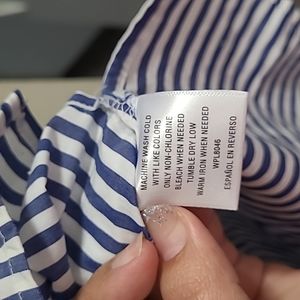 MACHINE WASH COLD
WITH LIKE COLORS
ONLY NON-CHLORINE
BLEACH WHEN NEEDED
TUMBLE DRY LOW
WARM IRON WHEN NEEDED
WPL6046
ESPAÑOL EN REVERSO